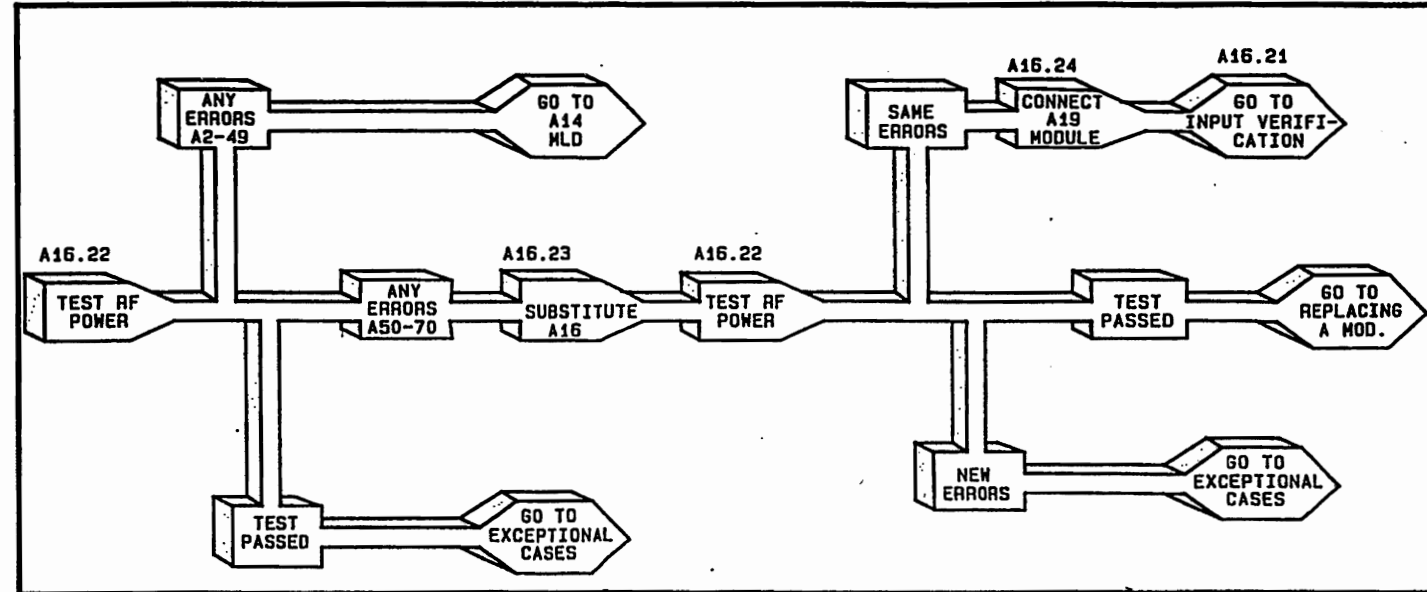 A16.22
TEST RF
POWER
ANY
ERRORS
A2-49
GO TO
A14
MLD
TEST
PASSED
GO TO
EXCEPTIONAL
CASES
ANY
ERRORS
A50-70
A16.23
SUBSTITUTE
A16
A16.22
TEST RF
POWER
SAME
ERRORS
A16.24
CONNECT
A19
MODULE
A16.21
GO TO
INPUT VERIFI-
CATION
TEST
PASSED
GO TO
REPLACING
A MOD.
NEW
ERRORS
GO TO
EXCEPTIONAL
CASES